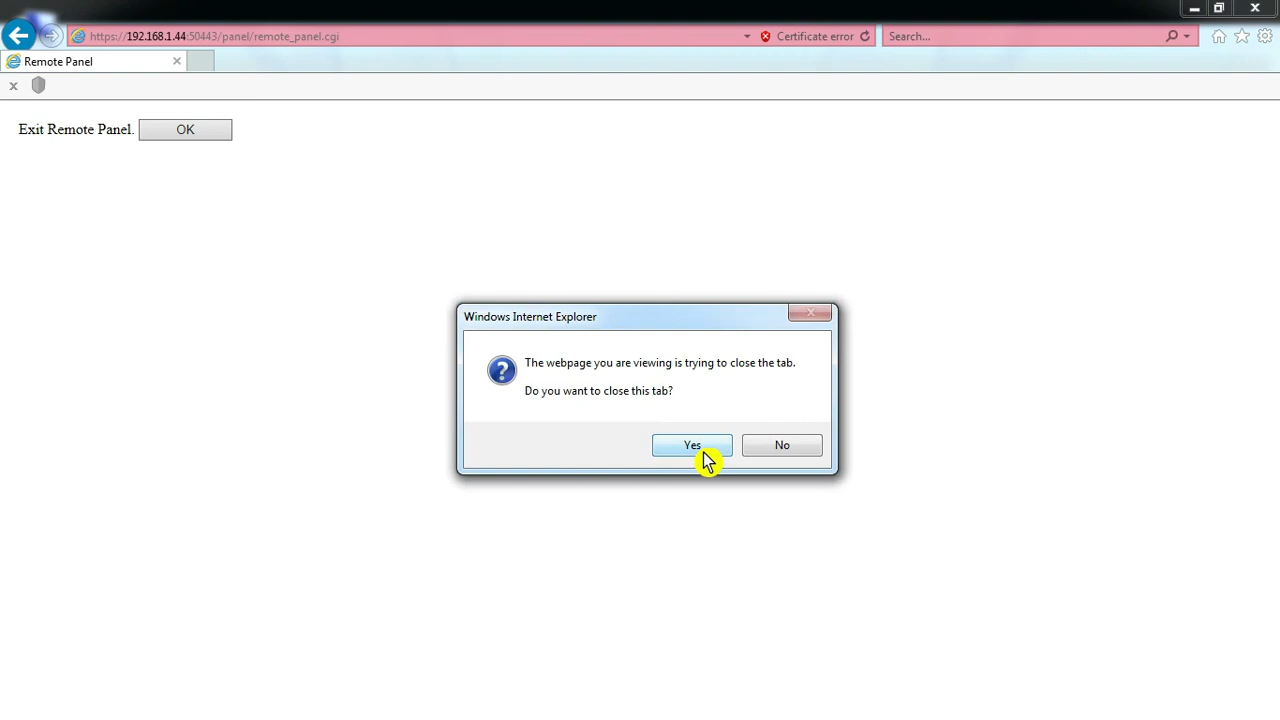 https://192.168.1.44:50443/panel/remote_panel.cgi
Certificate error
Search...
Remote Panel
Exit Remote Panel.
OK
Windows Internet Explorer
The webpage you are viewing is trying to close the tab.
Do you want to close this tab?
Yes
No